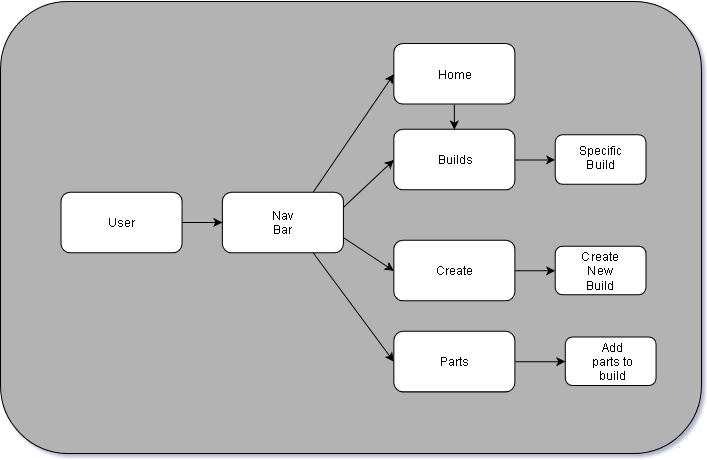 Home
Builds
Specific
Build
User
Nav
Bar
Create
Create
New
Build
Parts
Add
parts to
build